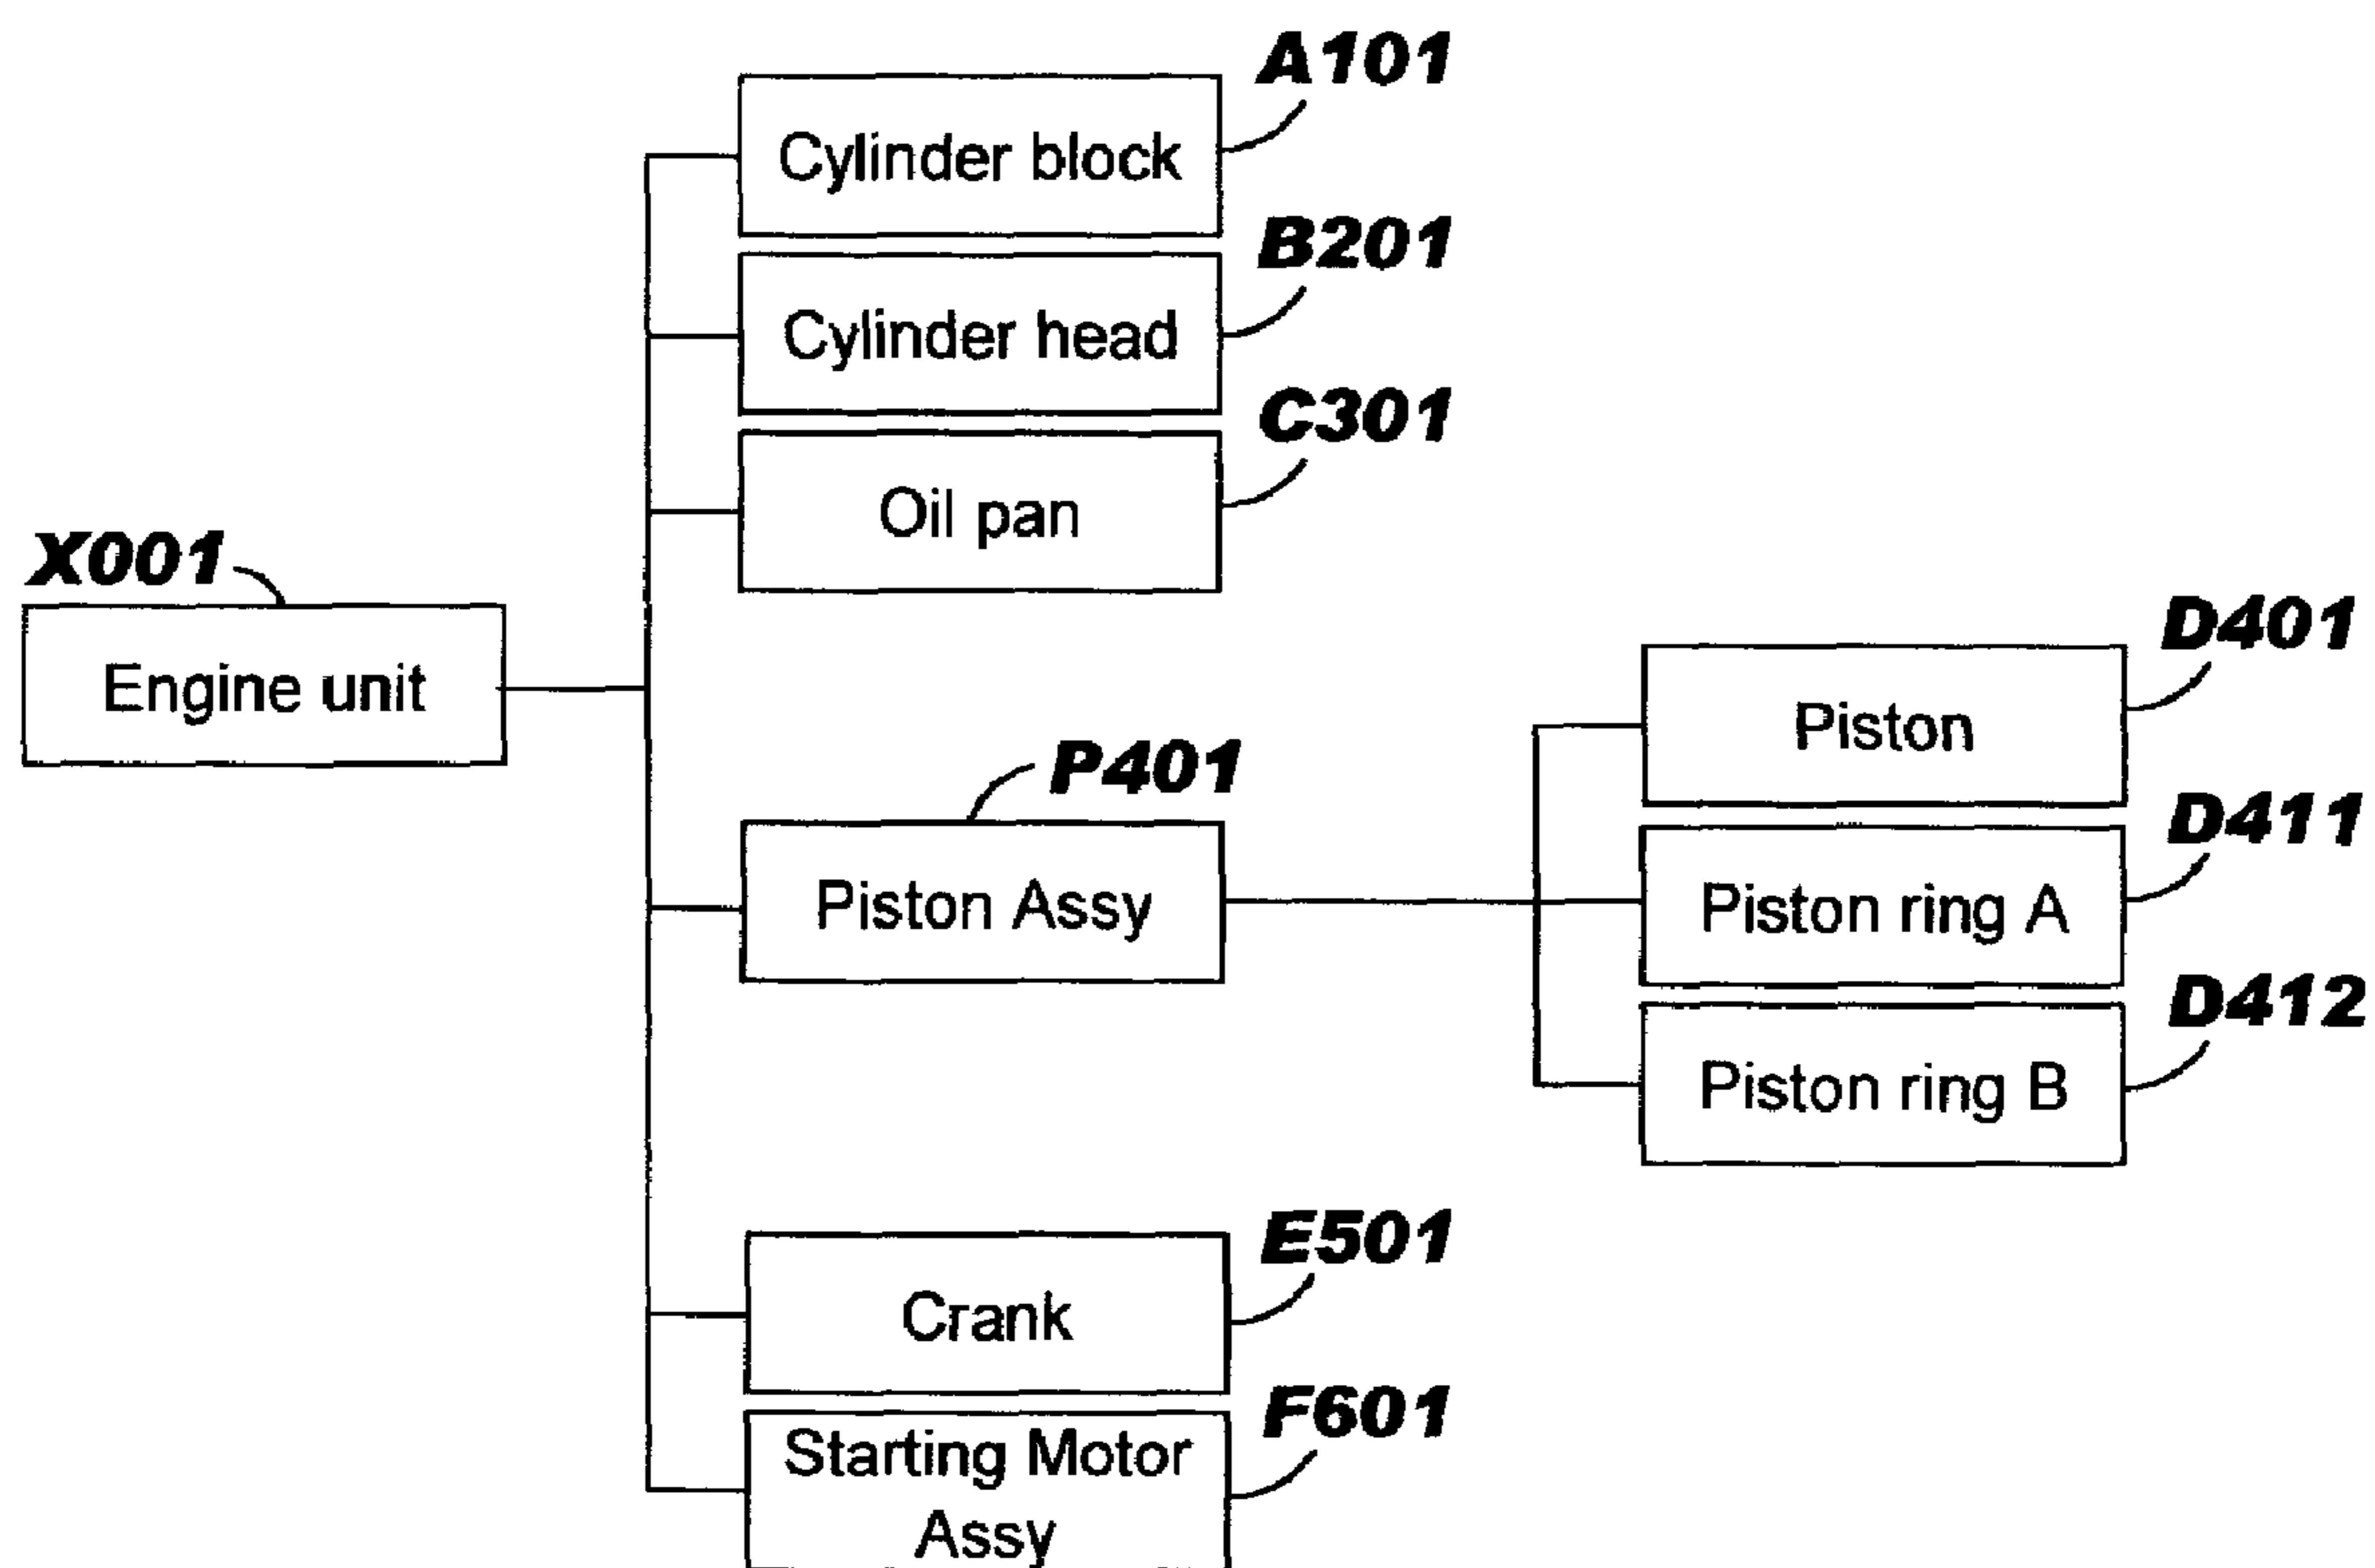 A101
Cylinder block
B201
Cylinder head
C301
Oil pan
X001
Engine unit
P401
Piston Assy
D401
Piston
D411
Piston ring A
D412
Piston ring B
E501
Crank
F601
Starting Motor
Assy